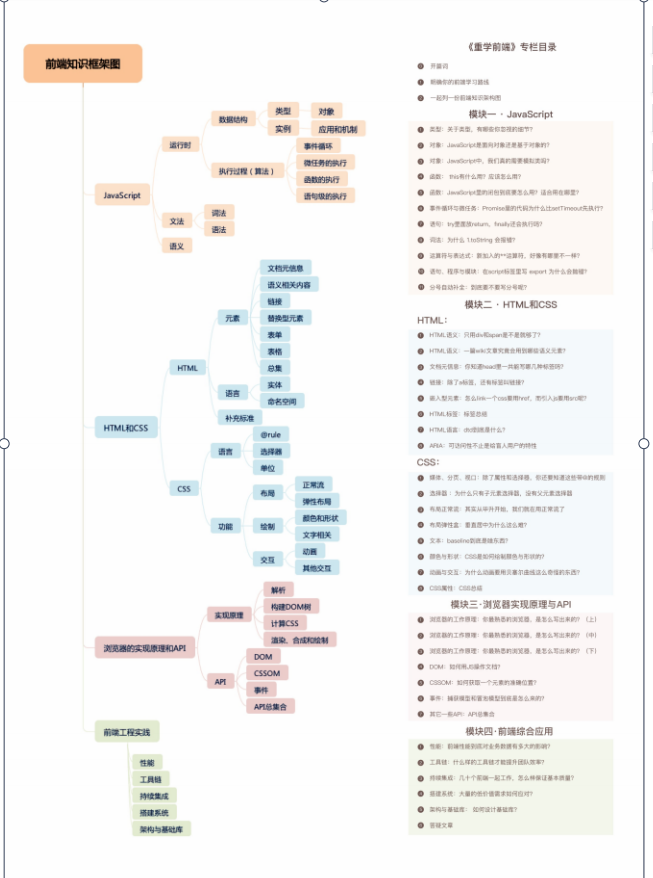 前端知识框架图
JavaScript
运行时
数据结构
类型
对象
实例
应用和机制
执行过程（算法）
事件循环
微任务的执行
函数的执行
语句级的执行
文法
词法
语法
语义
HTML和CSS
HTML
元素
文档元信息
语义相关内容
链接
替换型元素
表单
表格
总集
语言
实体
命名空间
补充标准
CSS
语言
@rule
选择器
单位
功能
布局
正常流
弹性布局
绘制
颜色和形状
文字相关
交互
动画
其他交互
浏览器的实现原理和API
实现原理
解析
构建DOM树
计算CSS
渲染、合成和绘制
API
DOM
CSSOM
事件
API总集合
前端工程实践
性能
工具链
持续集成
搭建系统
架构与基础库
《重学前端》专栏目录
开篇词
明确你的前端学习路线
一起列一份前端知识架构图
模块一 · JavaScript
类型：关于类型，有哪些你忽视的细节？
对象：JavaScript是面向对象还是基于对象的？
对象：JavaScript中，我们真的需要模拟类吗？
函数： this有什么用？应该怎么用？
函数：JavaScript里的闭包到底要怎么用？适合用在哪里？
事件循环与微任务：Promise里的代码为什么比setTimeout先执行？
语句：try里面放return，finally还会执行吗？
词法：为什么 1.toString 会报错？
运算符与表达式：新加入的**运算符，好像有哪里不一样？
语句、程序与模块：在script标签里写 export 为什么会抛错？
分号自动补全：到底要不要写分号呢？
模块二 · HTML和CSS
HTML：
HTML语义：只用div和span是不是就够了？
HTML语义：一篇wiki文章究竟会用到哪些语义元素？
文档元信息：你知道head里一共能写哪几种标签吗？
链接：除了a标签，还有标签叫链接？
嵌入型元素：怎么link一个css要用href，而引入js要用src呢？
HTML标签：标签总结
HTML语言：dtd到底是什么？
ARIA：可访问性不止是给盲人用户的特性
CSS：
媒体、分页、视口：除了属性和选择器，你还要知道这些带@的规则
选择器：为什么只有子元素选择器，没有父元素选择器
布局正常流：其实从毕升开始，我们就在用正常流了
布局弹性盒：垂直居中为什么这么难？
文本：baseline到底是啥东西？
颜色与形状：CSS是如何绘制颜色与形状的？
动画与交互：为什么动画要用贝塞尔曲线这么奇怪的东西？
CSS属性：CSS总结
模块三·浏览器实现原理与API
浏览器的工作原理：你最熟悉的浏览器，是怎么写出来的？（上）
浏览器的工作原理：你最熟悉的浏览器，是怎么写出来的？（中）
浏览器的工作原理：你最熟悉的浏览器，是怎么写出来的？（下）
DOM：如何用JS操作文档？
CSSOM：如何获取一个元素的准确位置？
事件：捕获模型和冒泡模型到底是怎么来的？
其它一般API：API总集合
模块四·前端综合应用
性能：前端性能到底对业务数据有多大的影响？
工具链：什么样的工具链才能提升团队效率？
持续集成：几十个前端一起工作，怎么样保证基本质量？
搭建系统：大量的低价值需求如何应对？
架构与基础库： 如何设计基础库？
答疑文章